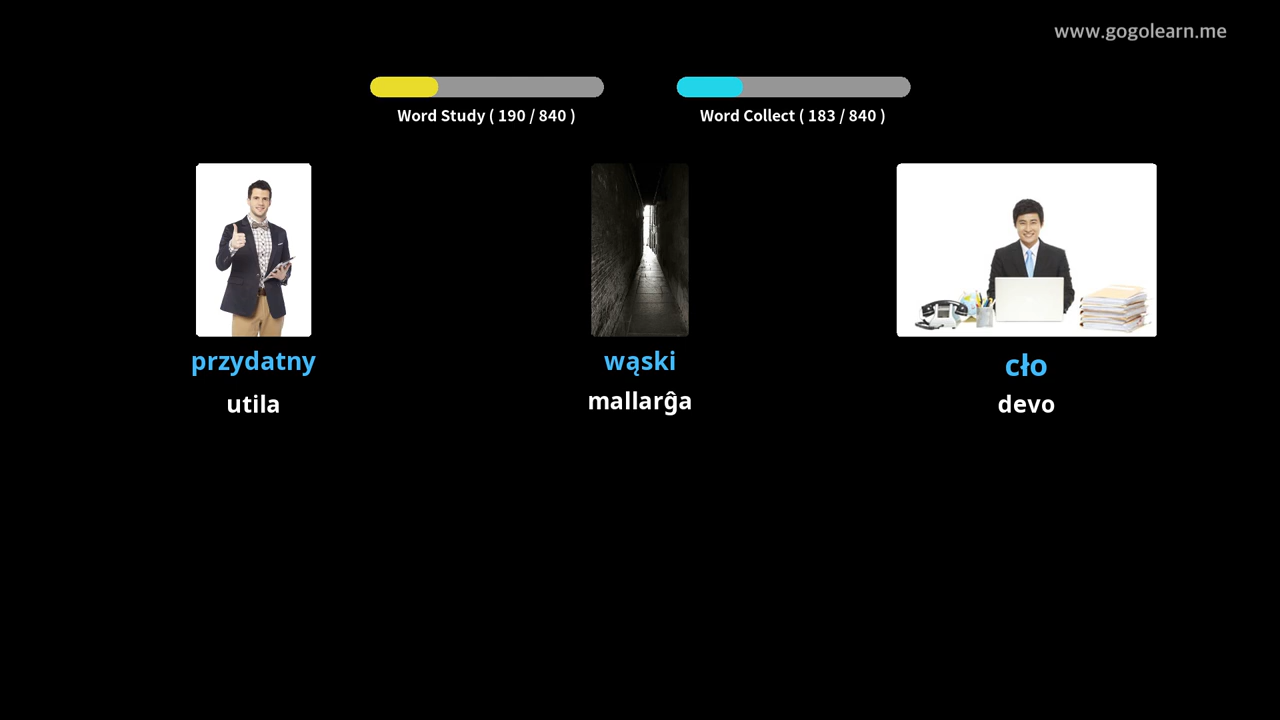 www.gogolearn.me
Word Study ( 190 / 840 )
Word Collect ( 183 / 840 )
przydatny
utila
wąski
mallarĝa
cło
devo